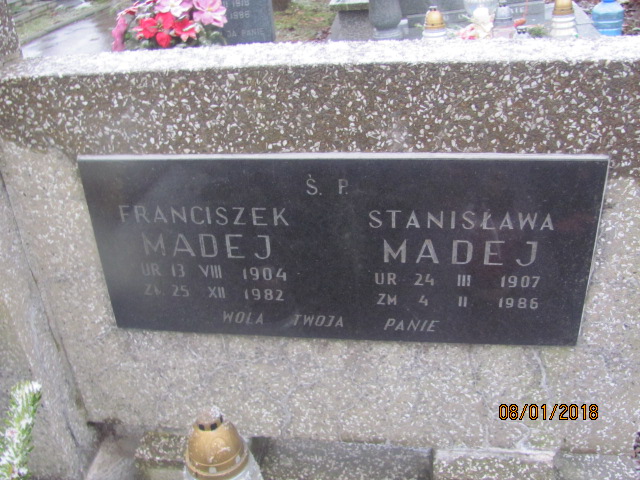 Ś. P.
FRANCISZEK
MADEJ
UR 13 VIII 1904
ZM 25 XII 1982
STANISŁAWA
MADEJ
UR 24 III 1907
ZM 4 II 1986
WOLA TWOJA PANIE
08/01/2018